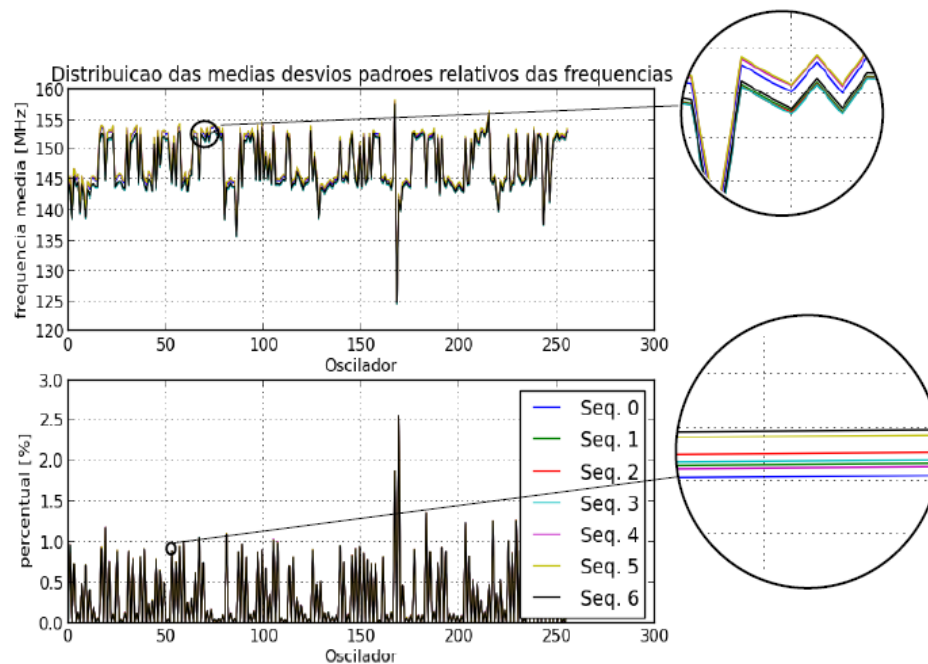 Distribuicao das medias desvios padroes relativos das frequencias
frequencia media [MHz]
160
155
150
145
140
135
130
125
120
0
50
100
150
200
250
300
Oscilador
percentual [%]
3.0
2.5
2.0
1.5
1.0
0.5
0.0
Seq. 0
Seq. 1
Seq. 2
Seq. 3
Seq. 4
Seq. 5
Seq. 6
0
50
100
150
200
250
300
Oscilador